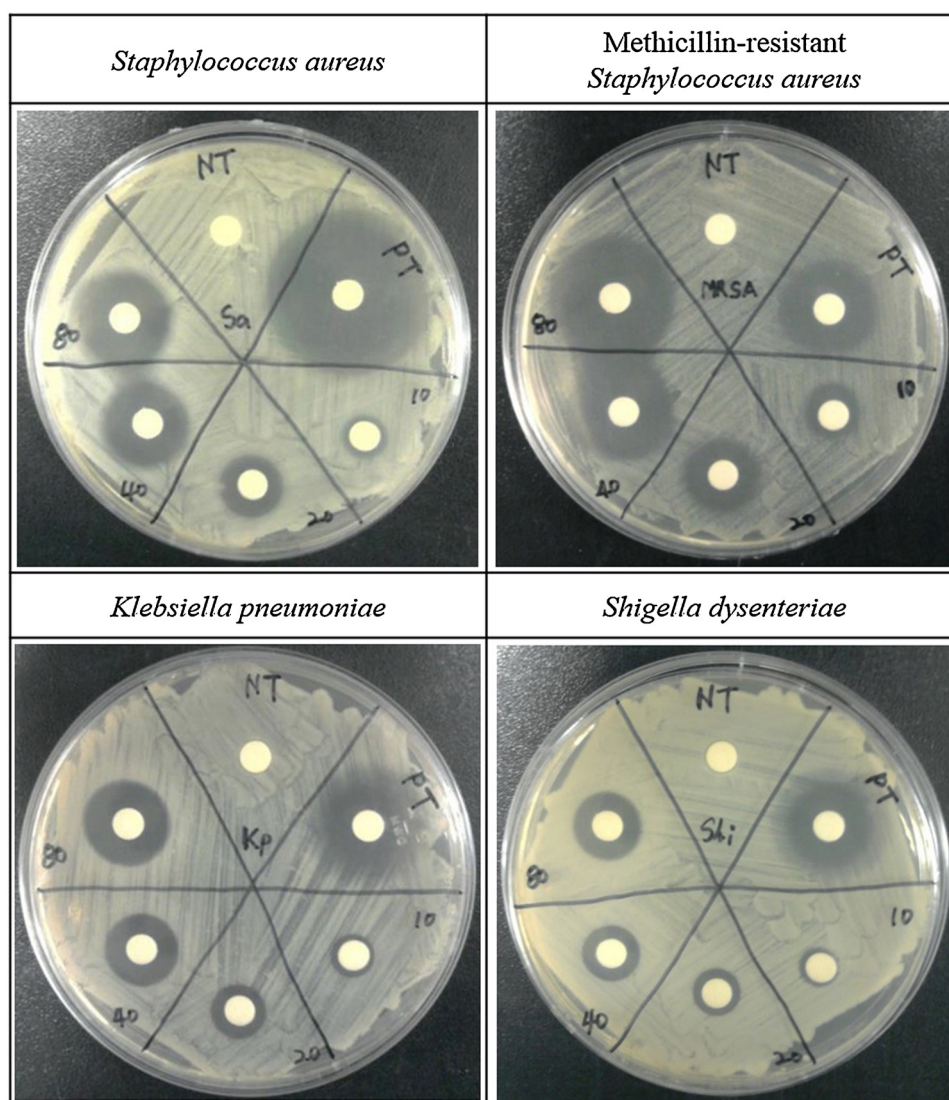 Staphylococcus aureus
Methicillin-resistant
Staphylococcus aureus
NT
PT
Sa
80
10
40
20
NT
PT
MRSA
80
10
40
20
Klebsiella pneumoniae
Shigella dysenteriae
NT
PT
Kp
80
10
40
20
NT
PT
Shi
80
10
40
20